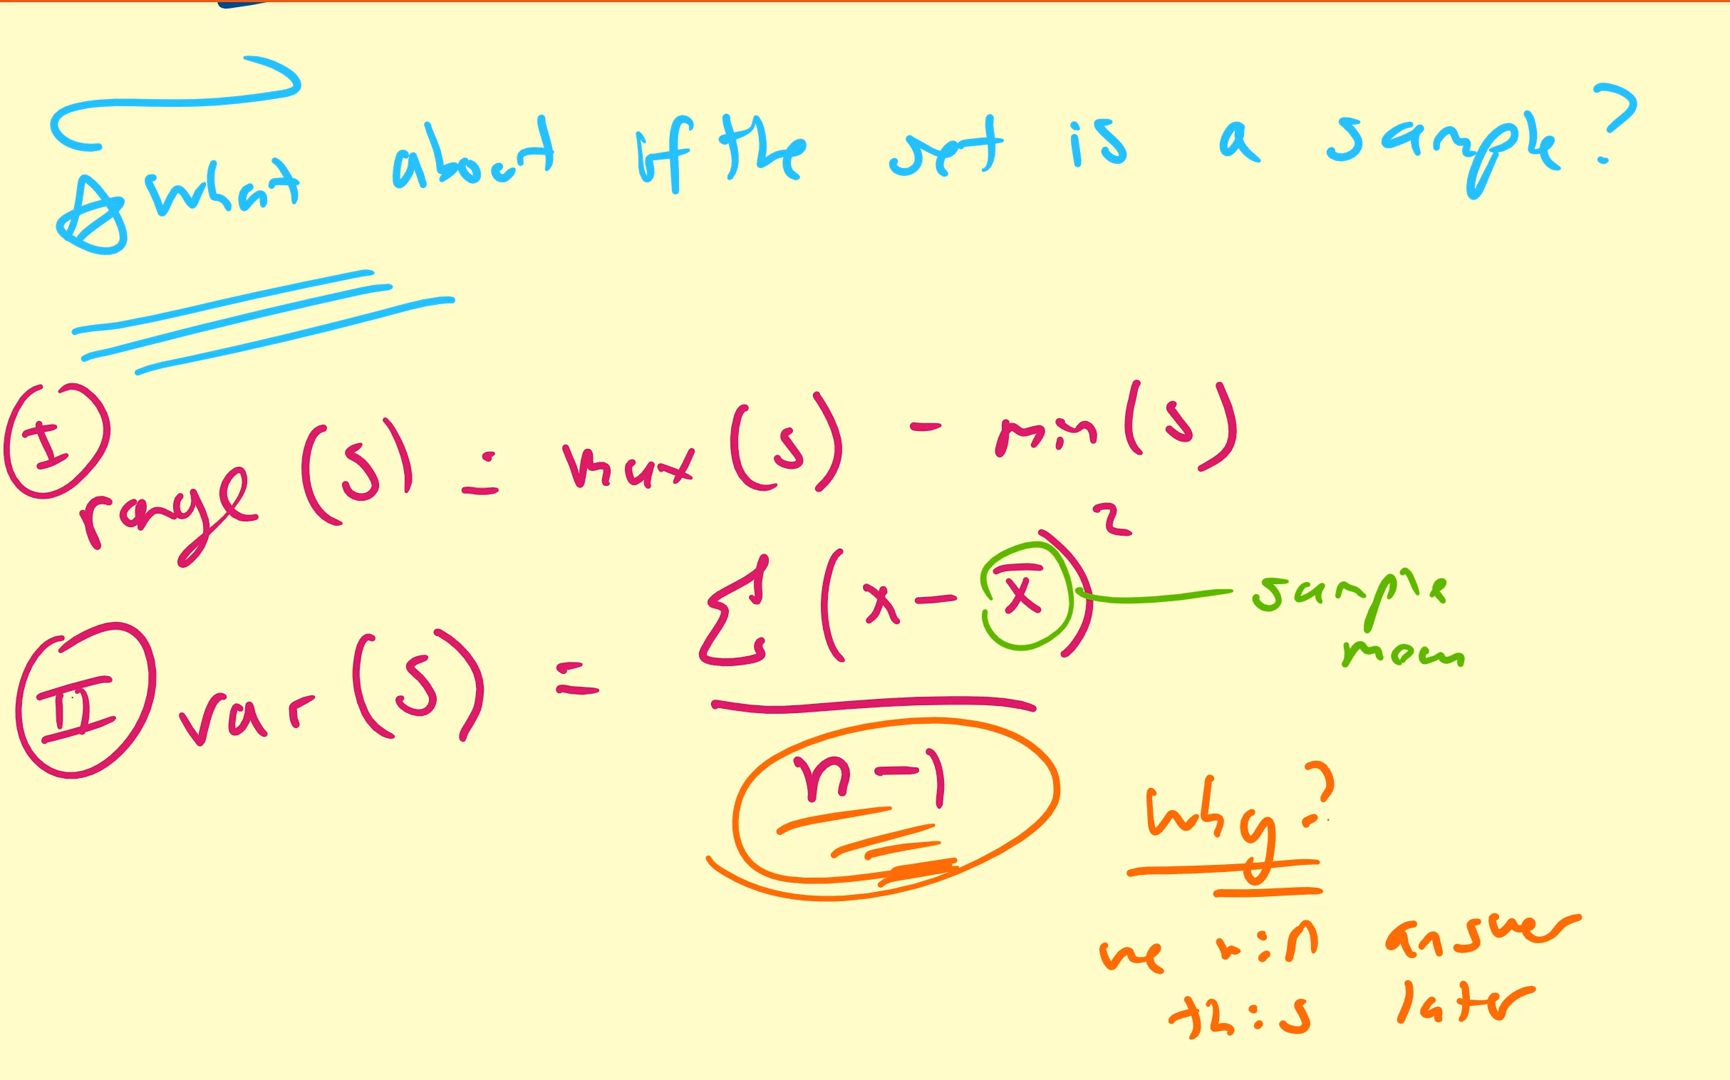 What about if the set is a sample?
I
range (S) = max (S) - min (S)
II var (S) = ∑ (x - x̅)² / n - 1
sample
mean
Why?
we will answer
this later